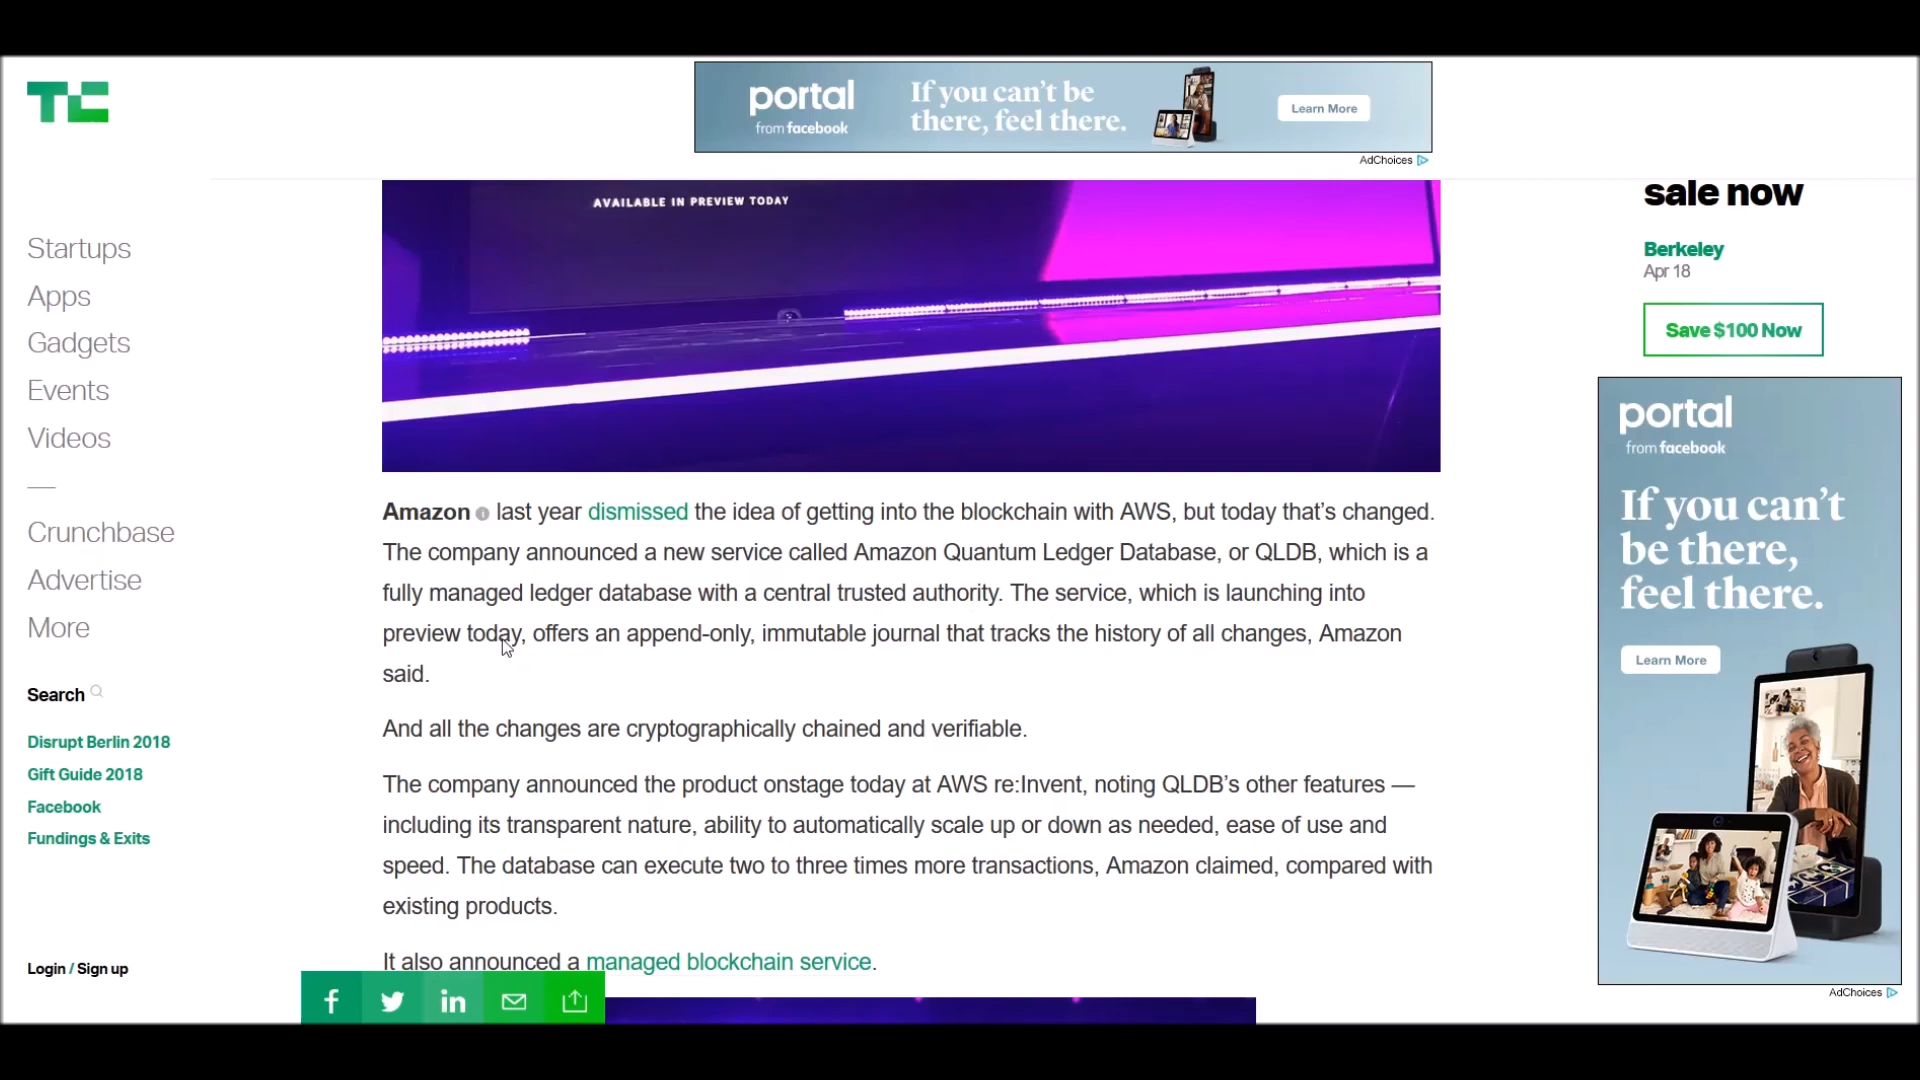 TC
portal
from facebook
If you can't be
there, feel there.
Learn More
AdChoices
Startups
Apps
Gadgets
Events
Videos
Crunchbase
Advertise
More
Search
Disrupt Berlin 2018
Gift Guide 2018
Facebook
Fundings & Exits
Login / Sign up
AVAILABLE IN PREVIEW TODAY
Amazon last year dismissed the idea of getting into the blockchain with AWS, but today that's changed.
The company announced a new service called Amazon Quantum Ledger Database, or QLDB, which is a
fully managed ledger database with a central trusted authority. The service, which is launching into
preview today, offers an append-only, immutable journal that tracks the history of all changes, Amazon
said.
And all the changes are cryptographically chained and verifiable.
The company announced the product onstage today at AWS re:Invent, noting QLDB's other features —
including its transparent nature, ability to automatically scale up or down as needed, ease of use and
speed. The database can execute two to three times more transactions, Amazon claimed, compared with
existing products.
It also announced a managed blockchain service.
sale now
Berkeley
Apr 18
Save $100 Now
portal
from facebook
If you can't
be there,
feel there.
Learn More
AdChoices